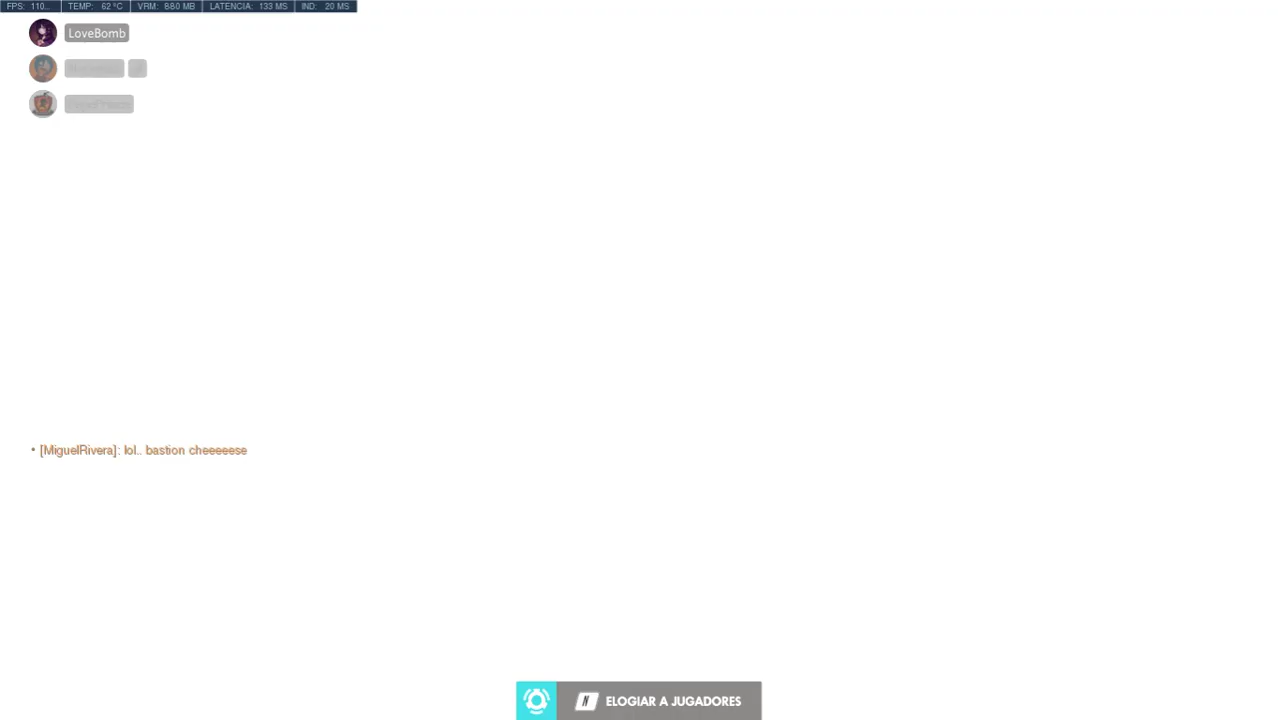 FPS: 110... TEMP: 62 °C VRM: 880 MB LATENCIA: 133 MS IND: 20 MS
LoveBomb
• [MiguelRivera]: lol.. bastion cheeeeese
N ELOGIAR A JUGADORES